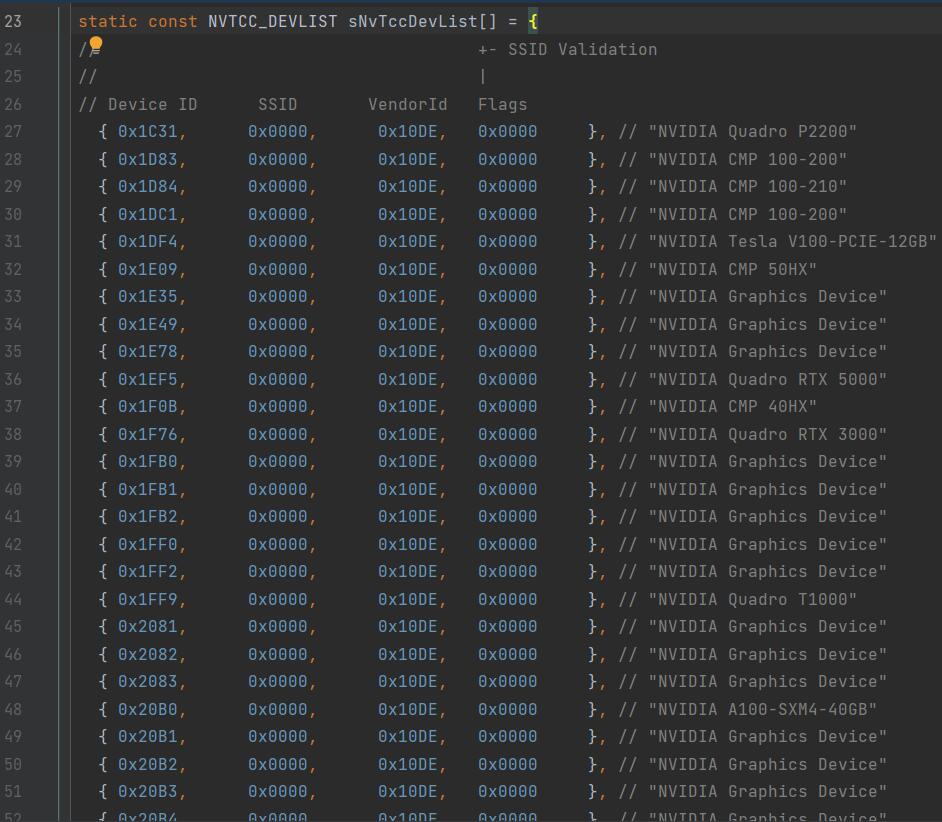 23 static const NVTCC_DEVLIST sNvTccDevList[] = {
24 // +- SSID Validation
25 // |
26 // Device ID SSID VendorId Flags
27 { 0x1C31, 0x0000, 0x10DE, 0x0000 }, // "NVIDIA Quadro P2200"
28 { 0x1D83, 0x0000, 0x10DE, 0x0000 }, // "NVIDIA CMP 100-200"
29 { 0x1D84, 0x0000, 0x10DE, 0x0000 }, // "NVIDIA CMP 100-210"
30 { 0x1DC1, 0x0000, 0x10DE, 0x0000 }, // "NVIDIA CMP 100-200"
31 { 0x1DF4, 0x0000, 0x10DE, 0x0000 }, // "NVIDIA Tesla V100-PCIE-12GB"
32 { 0x1E09, 0x0000, 0x10DE, 0x0000 }, // "NVIDIA CMP 50HX"
33 { 0x1E35, 0x0000, 0x10DE, 0x0000 }, // "NVIDIA Graphics Device"
34 { 0x1E49, 0x0000, 0x10DE, 0x0000 }, // "NVIDIA Graphics Device"
35 { 0x1E78, 0x0000, 0x10DE, 0x0000 }, // "NVIDIA Graphics Device"
36 { 0x1EF5, 0x0000, 0x10DE, 0x0000 }, // "NVIDIA Quadro RTX 5000"
37 { 0x1F0B, 0x0000, 0x10DE, 0x0000 }, // "NVIDIA CMP 40HX"
38 { 0x1F76, 0x0000, 0x10DE, 0x0000 }, // "NVIDIA Quadro RTX 3000"
39 { 0x1FB0, 0x0000, 0x10DE, 0x0000 }, // "NVIDIA Graphics Device"
40 { 0x1FB1, 0x0000, 0x10DE, 0x0000 }, // "NVIDIA Graphics Device"
41 { 0x1FB2, 0x0000, 0x10DE, 0x0000 }, // "NVIDIA Graphics Device"
42 { 0x1FF0, 0x0000, 0x10DE, 0x0000 }, // "NVIDIA Graphics Device"
43 { 0x1FF2, 0x0000, 0x10DE, 0x0000 }, // "NVIDIA Graphics Device"
44 { 0x1FF9, 0x0000, 0x10DE, 0x0000 }, // "NVIDIA Quadro T1000"
45 { 0x2081, 0x0000, 0x10DE, 0x0000 }, // "NVIDIA Graphics Device"
46 { 0x2082, 0x0000, 0x10DE, 0x0000 }, // "NVIDIA Graphics Device"
47 { 0x2083, 0x0000, 0x10DE, 0x0000 }, // "NVIDIA Graphics Device"
48 { 0x20B0, 0x0000, 0x10DE, 0x0000 }, // "NVIDIA A100-SXM4-40GB"
49 { 0x20B1, 0x0000, 0x10DE, 0x0000 }, // "NVIDIA Graphics Device"
50 { 0x20B2, 0x0000, 0x10DE, 0x0000 }, // "NVIDIA Graphics Device"
51 { 0x20B3, 0x0000, 0x10DE, 0x0000 }, // "NVIDIA Graphics Device"
52 { 0x20B4, 0x0000, 0x10DE, 0x0000 }, // "NVIDIA Graphics Device"